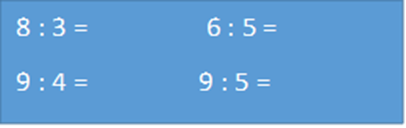 8 : 3 = 6 : 5 =
9 : 4 = 9 : 5 =